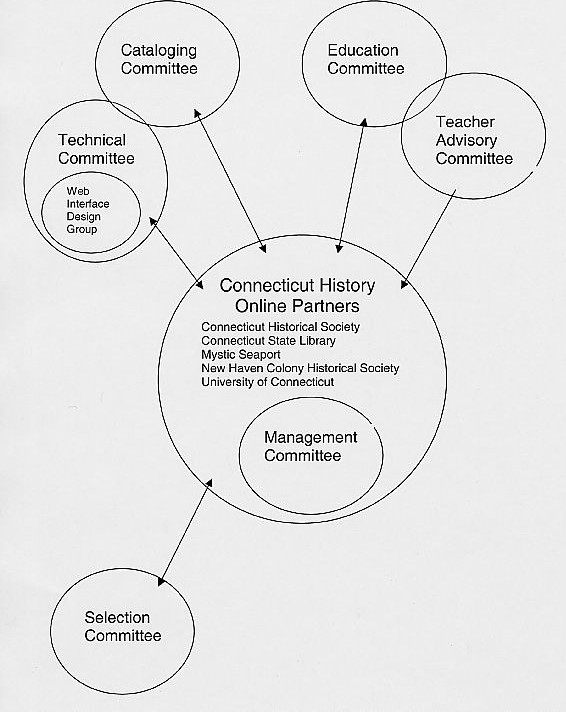 Cataloging
Committee
Education
Committee
Teacher
Advisory
Committee
Technical
Committee
Web
Interface
Design
Group
Connecticut History
Online Partners
Connecticut Historical Society
Connecticut State Library
Mystic Seaport
New Haven Colony Historical Society
University of Connecticut
Management
Committee
Selection
Committee